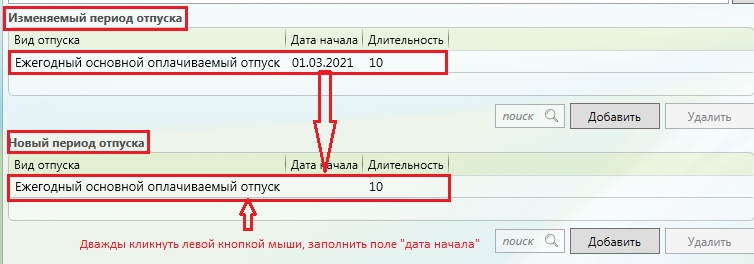 Изменяемый период отпуска
Вид отпуска Дата начала Длительность
Ежегодный основной оплачиваемый отпуск 01.03.2021 10
поиск Добавить Удалить
Новый период отпуска
Вид отпуска Дата начала Длительность
Ежегодный основной оплачиваемый отпуск 10
Дважды кликнуть левой кнопкой мыши, заполнить поле "дата начала"
поиск Добавить Удалить